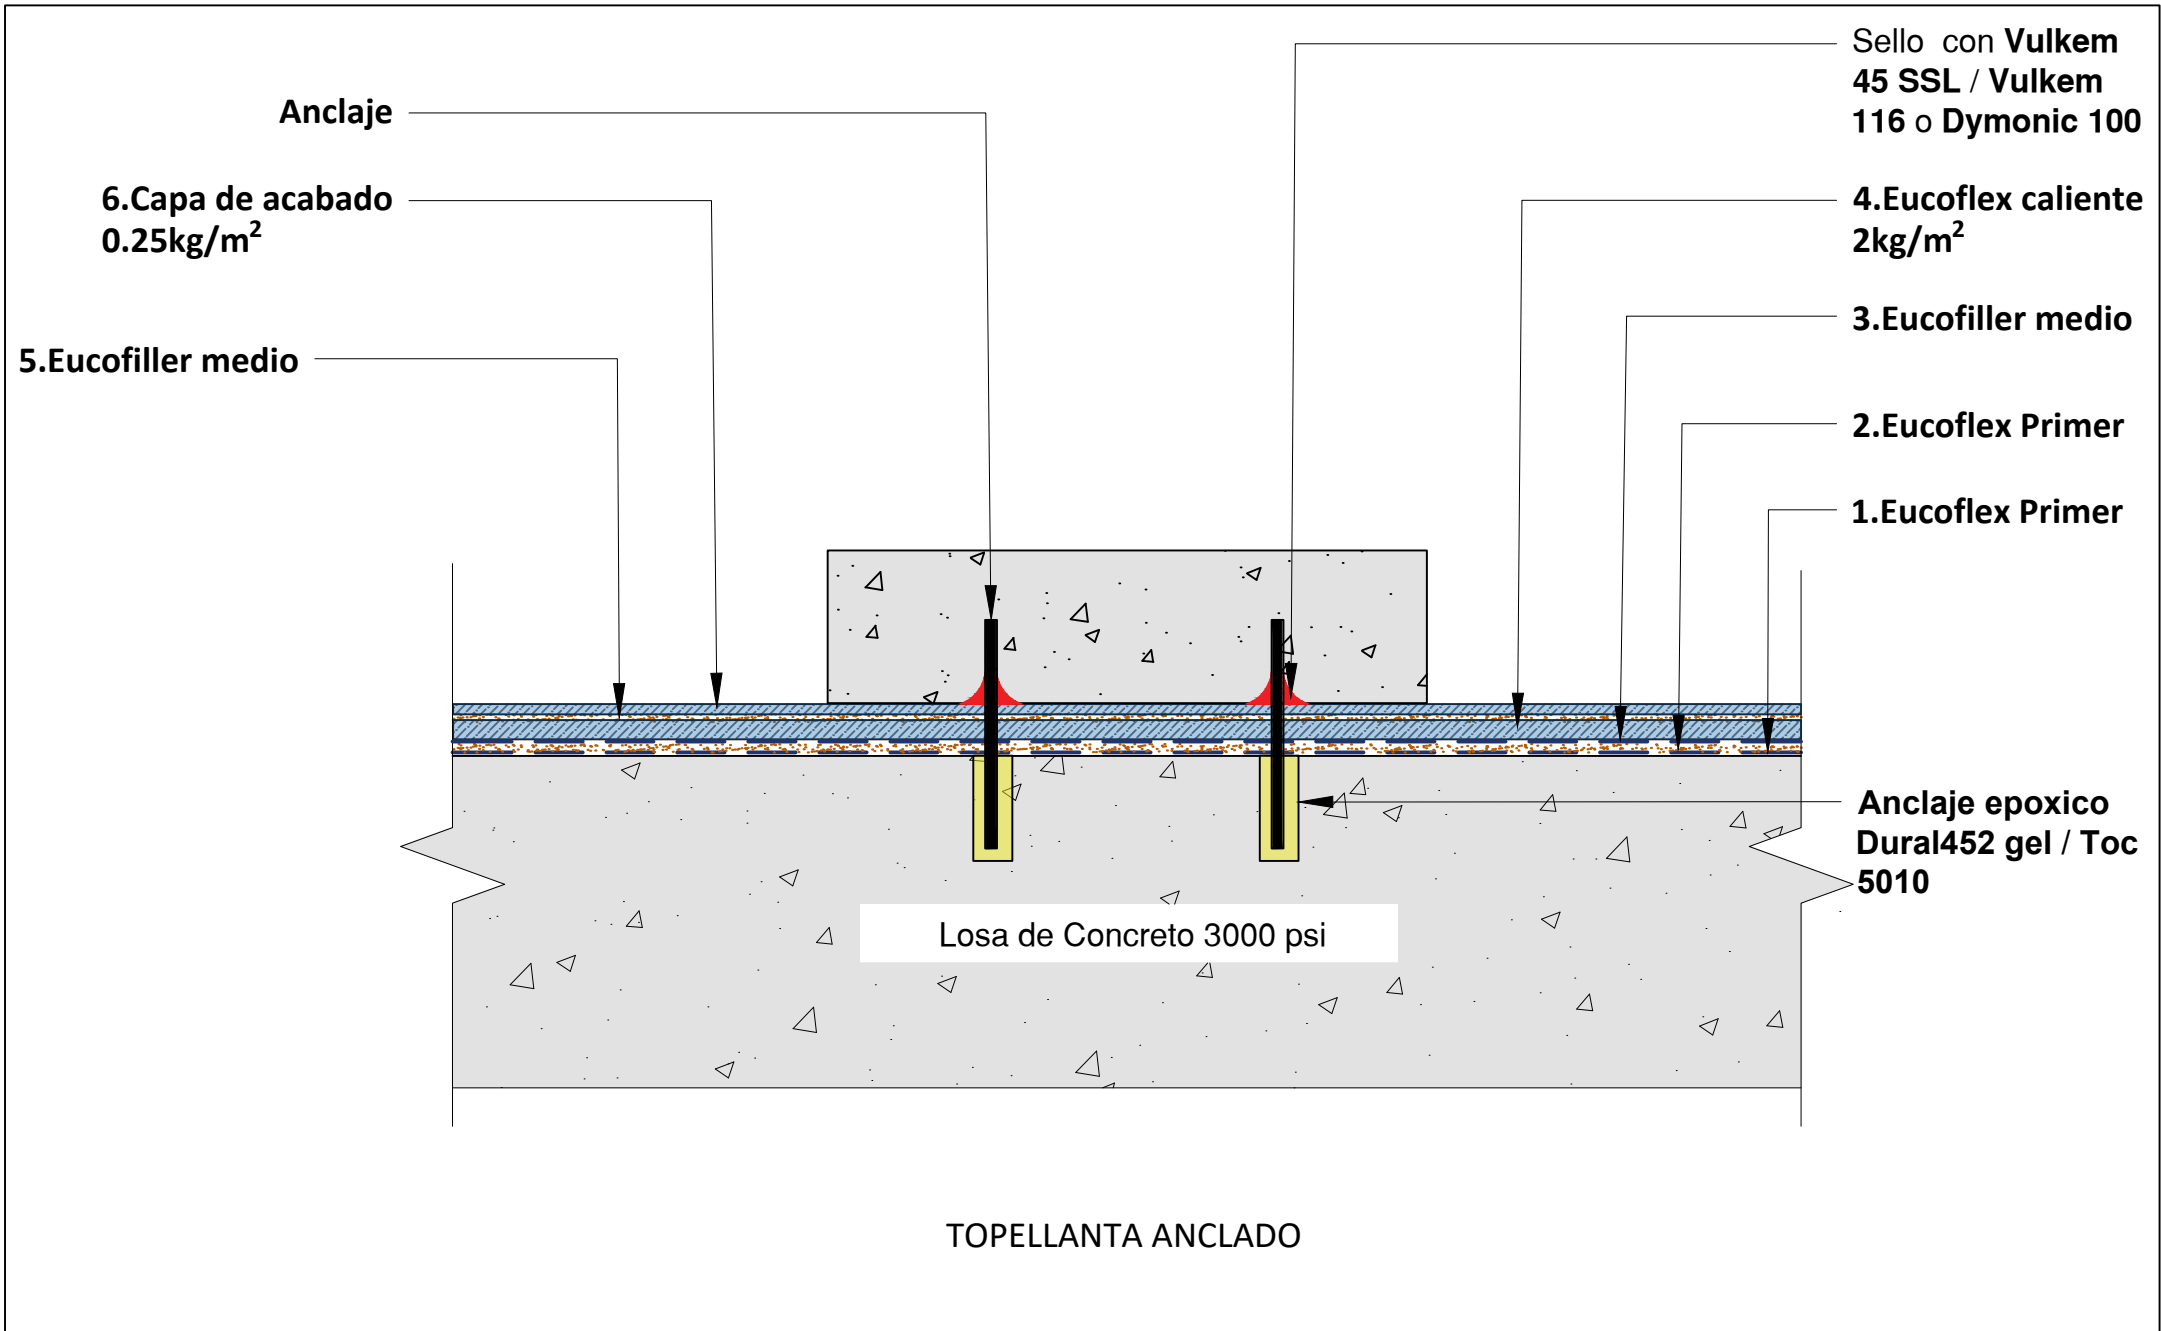 Sello con Vulkem
45 SSL / Vulkem
116 o Dymonic 100
Anclaje
6.Capa de acabado
0.25kg/m²
4.Eucoflex caliente
2kg/m²
3.Eucofiller medio
5.Eucofiller medio
2.Eucoflex Primer
1.Eucoflex Primer
Anclaje epoxico
Dural452 gel / Toc
5010
Losa de Concreto 3000 psi
TOPELLANTA ANCLADO